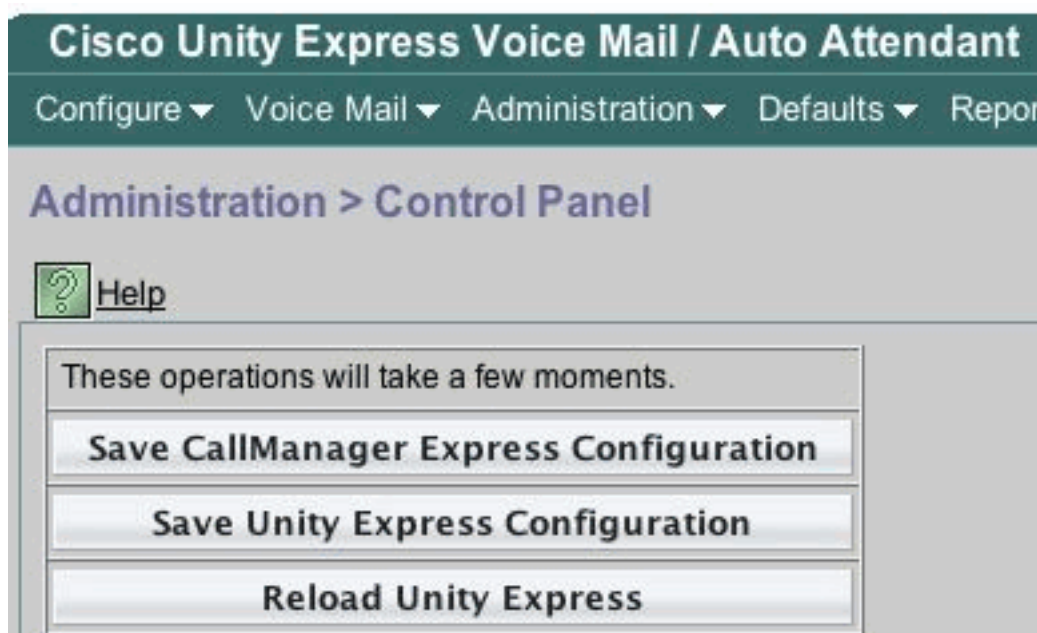 Cisco Unity Express Voice Mail / Auto Attendant
Configure Voice Mail Administration Defaults Repor
Administration > Control Panel
Help
These operations will take a few moments.
Save CallManager Express Configuration
Save Unity Express Configuration
Reload Unity Express